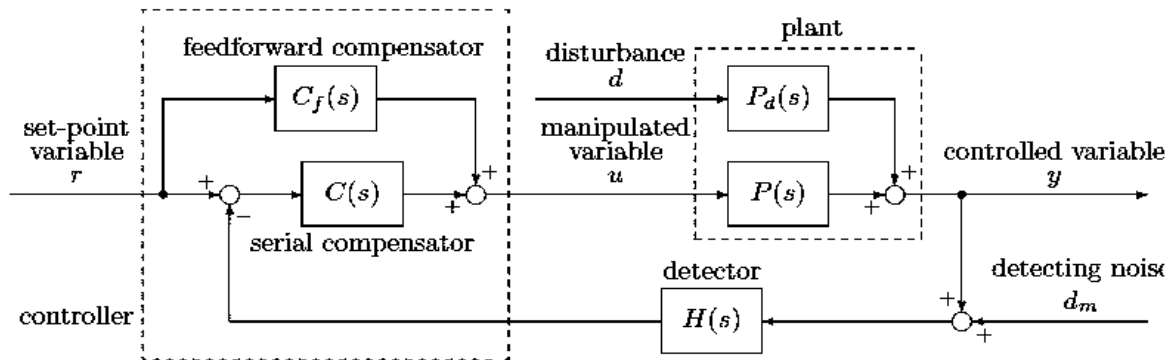 feedforward compensator
C_f(s)
set-point
variable
r
+
−
C(s)
+
+
serial compensator
controller
disturbance
d
manipulated
variable
u
plant
P_d(s)
P(s)
+
+
controlled variable
y
detector
H(s)
detecting noise
d_m
+
+